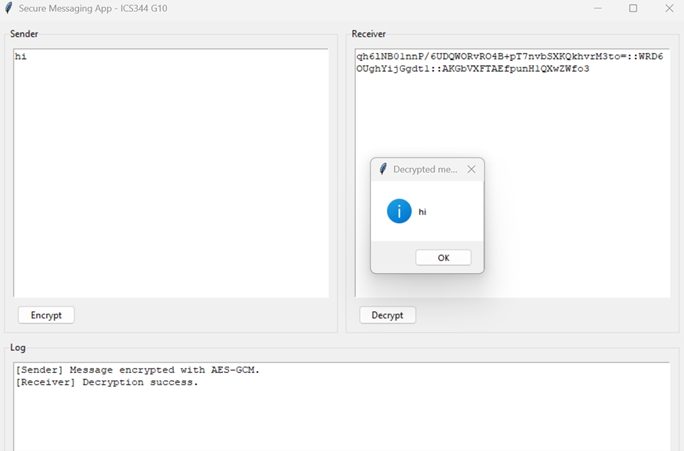 Secure Messaging App - ICS344 G10
Sender
hi
Encrypt
Receiver
qh6lNB0lnnP/6UDQWORvRO4B+pT7nvbSXKQkhvrM3to=::WRD6
OUghYijGgdtl::AKGbVXFTAEfpunHlQXwZWfo3
Decrypted me...
hi
OK
Decrypt
Log
[Sender] Message encrypted with AES-GCM.
[Receiver] Decryption success.